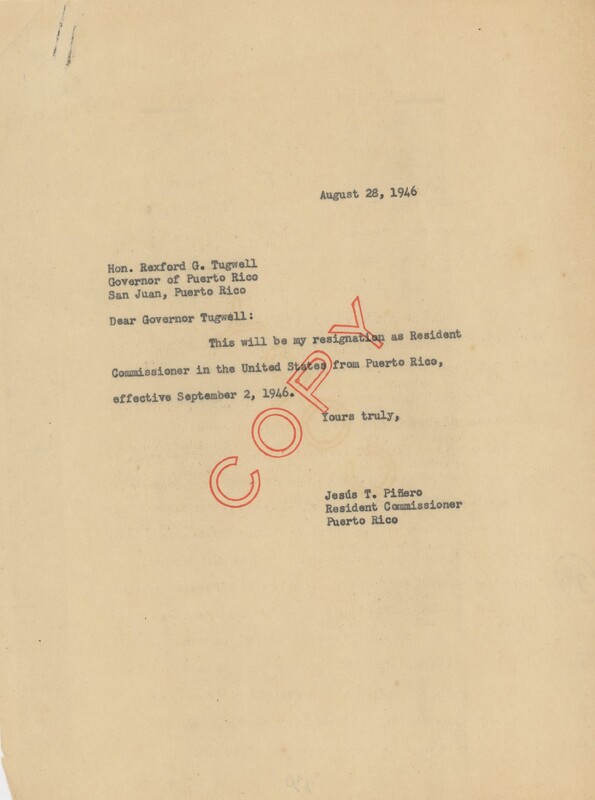 August 28, 1946
Hon. Rexford G. Tugwell
Governor of Puerto Rico
San Juan, Puerto Rico
Dear Governor Tugwell:
This will be my resignation as Resident
Commissioner in the United States from Puerto Rico,
effective September 2, 1946.
Yours truly,
COPY
Jesús T. Piñero
Resident Commissioner
Puerto Rico